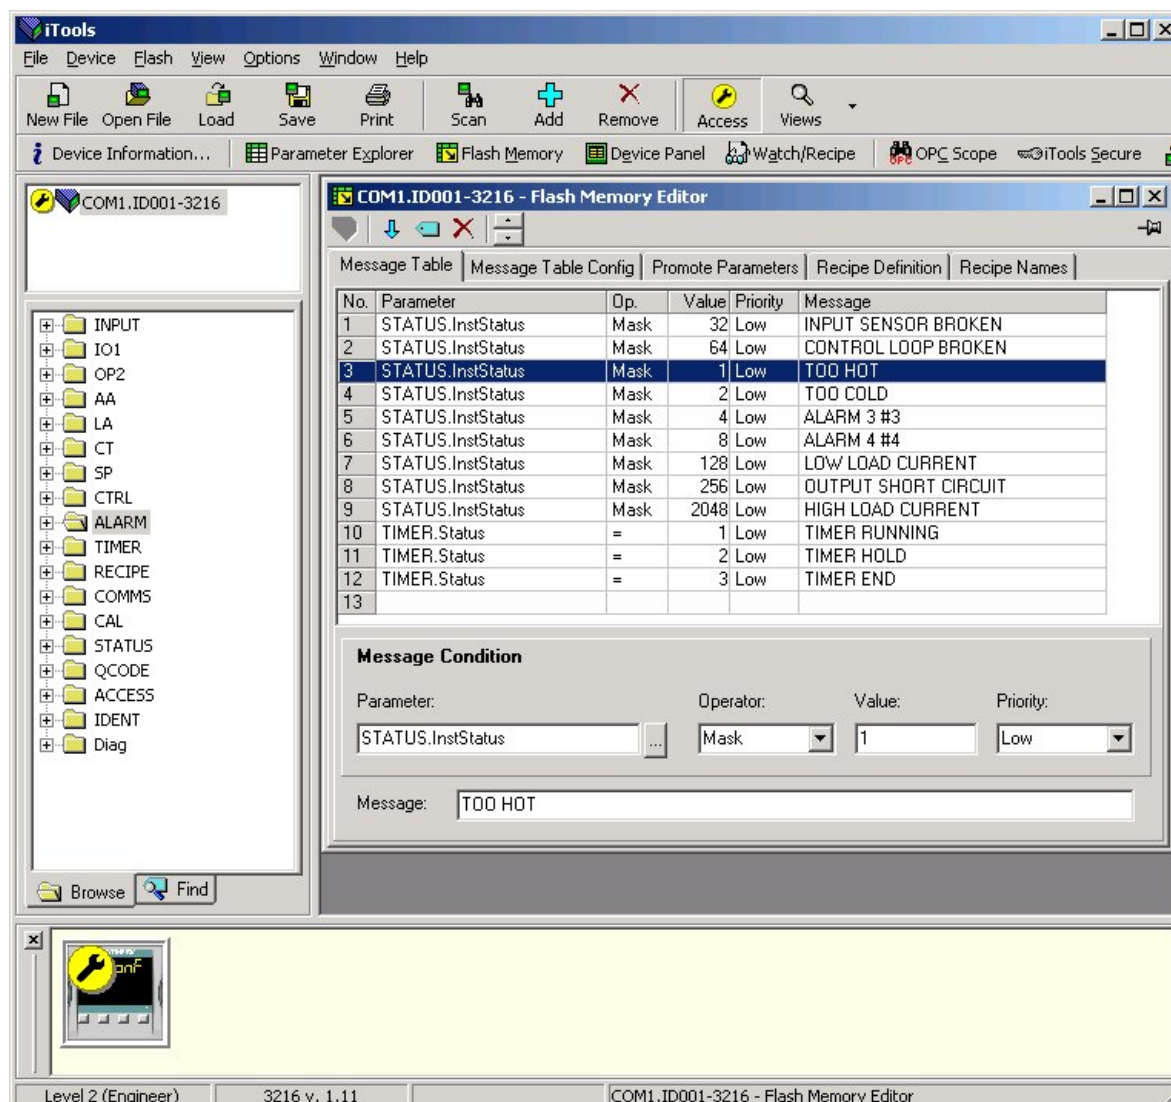 iTools
File Device Flash View Options Window Help
New File Open File Load Save Print Scan Add Remove Access Views
Device Information... Parameter Explorer Flash Memory Device Panel Watch/Recipe OPC Scope iTools Secure
COM1.ID001-3216
COM1.ID001-3216 - Flash Memory Editor
Message Table Message Table Config Promote Parameters Recipe Definition Recipe Names
No. Parameter Op. Value Priority Message
1 STATUS.InstStatus Mask 32 Low INPUT SENSOR BROKEN
2 STATUS.InstStatus Mask 64 Low CONTROL LOOP BROKEN
3 STATUS.InstStatus Mask 1 Low TOO HOT
4 STATUS.InstStatus Mask 2 Low TOO COLD
5 STATUS.InstStatus Mask 4 Low ALARM 3 #3
6 STATUS.InstStatus Mask 8 Low ALARM 4 #4
7 STATUS.InstStatus Mask 128 Low LOW LOAD CURRENT
8 STATUS.InstStatus Mask 256 Low OUTPUT SHORT CIRCUIT
9 STATUS.InstStatus Mask 2048 Low HIGH LOAD CURRENT
10 TIMER.Status = 1 Low TIMER RUNNING
11 TIMER.Status = 2 Low TIMER HOLD
12 TIMER.Status = 3 Low TIMER END
13
INPUT
IO1
OP2
AA
LA
CT
SP
CTRL
ALARM
TIMER
RECIPE
COMMS
CAL
STATUS
QCODE
ACCESS
IDENT
Diag
Message Condition
Parameter: Operator: Value: Priority:
STATUS.InstStatus ... Mask 1 Low
Message: TOO HOT
Browse Find
Level 2 (Engineer) 3216 v. 1.11 COM1.ID001-3216 - Flash Memory Editor